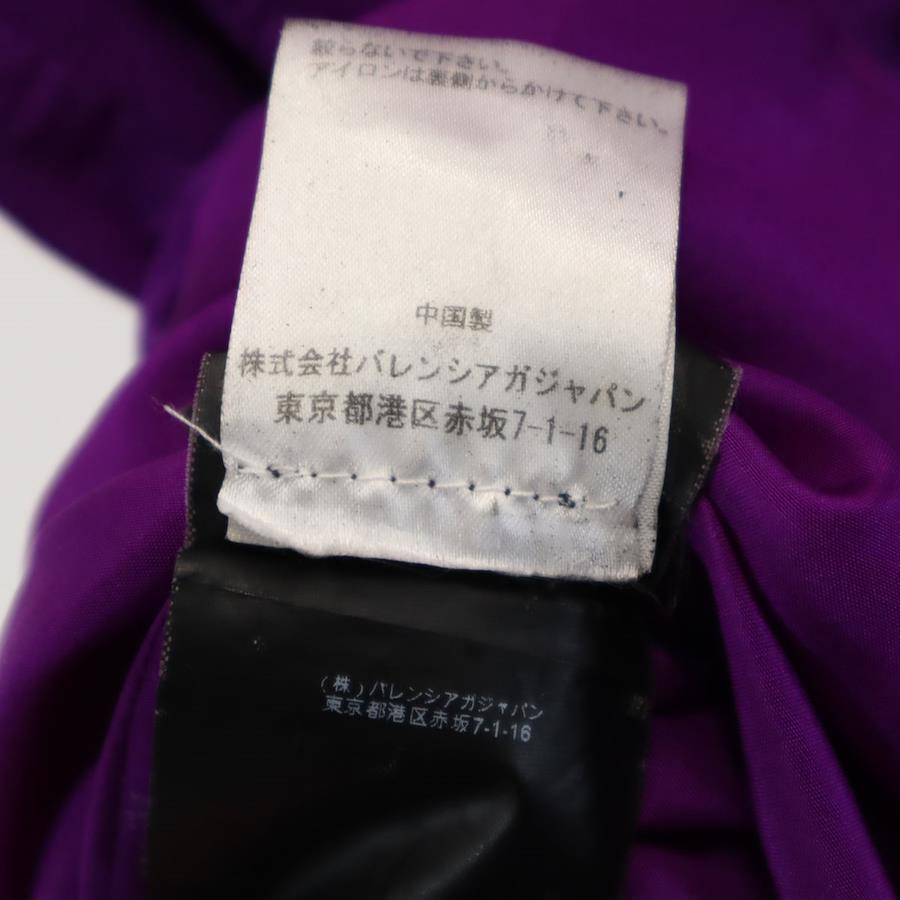 絞らないで下さい。
アイロンは裏側からかけて下さい。
中国製
株式会社バレンシアガジャパン
東京都港区赤坂7-1-16
(株)バレンシアガジャパン
東京都港区赤坂7-1-16